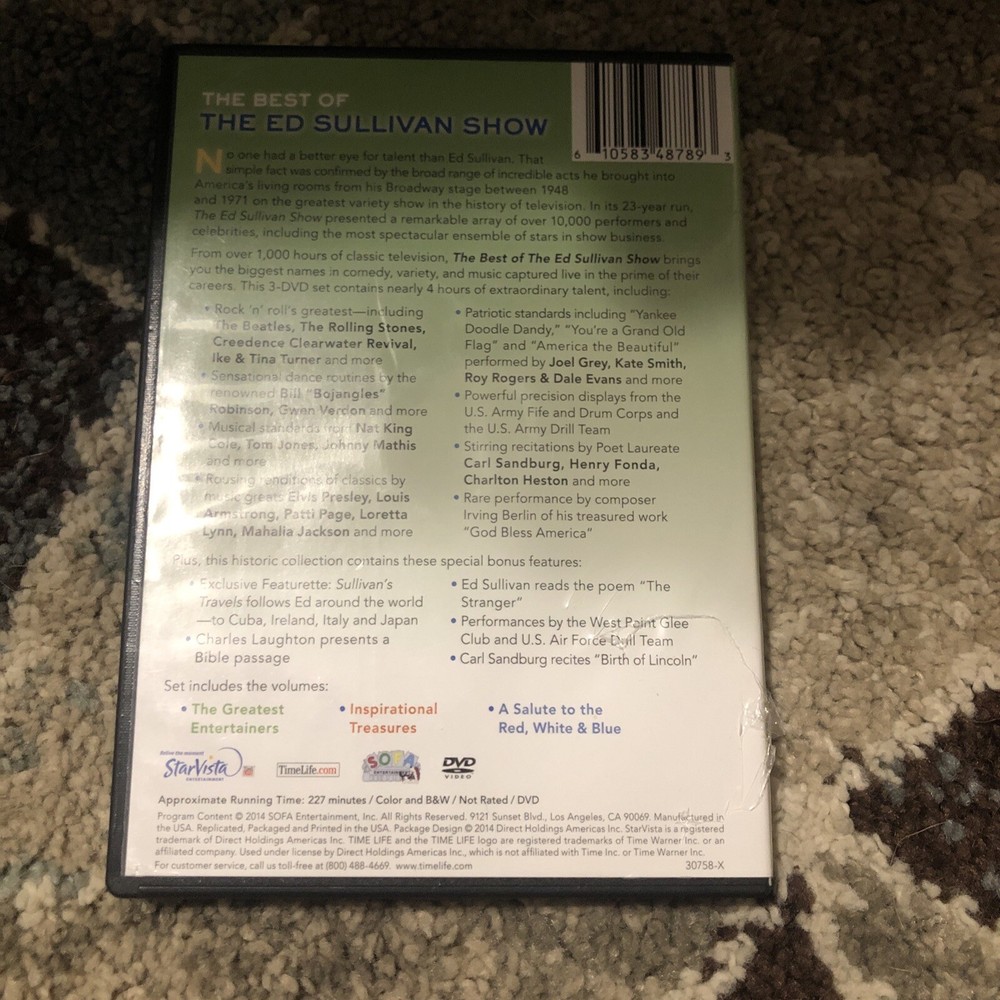 THE BEST OF
THE ED SULLIVAN SHOW
6 10583 48789 3
No one had a better eye for talent than Ed Sullivan. That
simple fact was confirmed by the broad range of incredible acts he brought into
America's living rooms from his Broadway stage between 1948
and 1971 on the greatest variety show in the history of television. In its 23-year run,
The Ed Sullivan Show presented a remarkable array of over 10,000 performers and
celebrities, including the most spectacular ensemble of stars in show business.
From over 1,000 hours of classic television, The Best of The Ed Sullivan Show brings
you the biggest names in comedy, variety, and music captured live in the prime of their
careers. This 3-DVD set contains nearly 4 hours of extraordinary talent, including:
• Rock 'n' roll's greatest—including
The Beatles, The Rolling Stones,
Creedence Clearwater Revival,
Ike & Tina Turner and more
• Sensational dance routines by the
renowned Bill "Bojangles"
Robinson, Gwen Verdon and more
• Musical standards from Nat King
Cole, Tom Jones, Johnny Mathis
and more
• Rousing renditions of classics by
music greats Elvis Presley, Louis
Armstrong, Patti Page, Loretta
Lynn, Mahalia Jackson and more
• Patriotic standards including "Yankee
Doodle Dandy," "You're a Grand Old
Flag" and "America the Beautiful"
performed by Joel Grey, Kate Smith,
Roy Rogers & Dale Evans and more
• Powerful precision displays from the
U.S. Army Fife and Drum Corps and
the U.S. Army Drill Team
• Stirring recitations by Poet Laureate
Carl Sandburg, Henry Fonda,
Charlton Heston and more
• Rare performance by composer
Irving Berlin of his treasured work
"God Bless America"
Plus, this historic collection contains these special bonus features:
• Exclusive Featurette: Sullivan's
Travels follows Ed around the world
—to Cuba, Ireland, Italy and Japan
• Charles Laughton presents a
Bible passage
• Ed Sullivan reads the poem "The
Stranger"
• Performances by the West Point Glee
Club and U.S. Air Force Drill Team
• Carl Sandburg recites "Birth of Lincoln"
Set includes the volumes:
• The Greatest
Entertainers
• Inspirational
Treasures
• A Salute to the
Red, White & Blue
StarVista
ENTERTAINMENT
TimeLife.com
SOFA
Entertainment
DVD
VIDEO
Approximate Running Time: 227 minutes / Color and B&W / Not Rated / DVD
Program Content © 2014 SOFA Entertainment, Inc. All Rights Reserved. 9121 Sunset Blvd., Los Angeles, CA 90069. Manufactured in
the USA. Replicated, Packaged and Printed in the USA. Package Design © 2014 Direct Holdings Americas Inc. StarVista is a registered
trademark of Direct Holdings Americas Inc. TIME LIFE and the TIME LIFE logo are registered trademarks of Time Warner Inc. or an
affiliated company. Used under license by Direct Holdings Americas Inc., which is not affiliated with Time Inc. or Time Warner Inc.
For customer service, call us toll-free at (800) 488-4669. www.timelife.com
30758-X